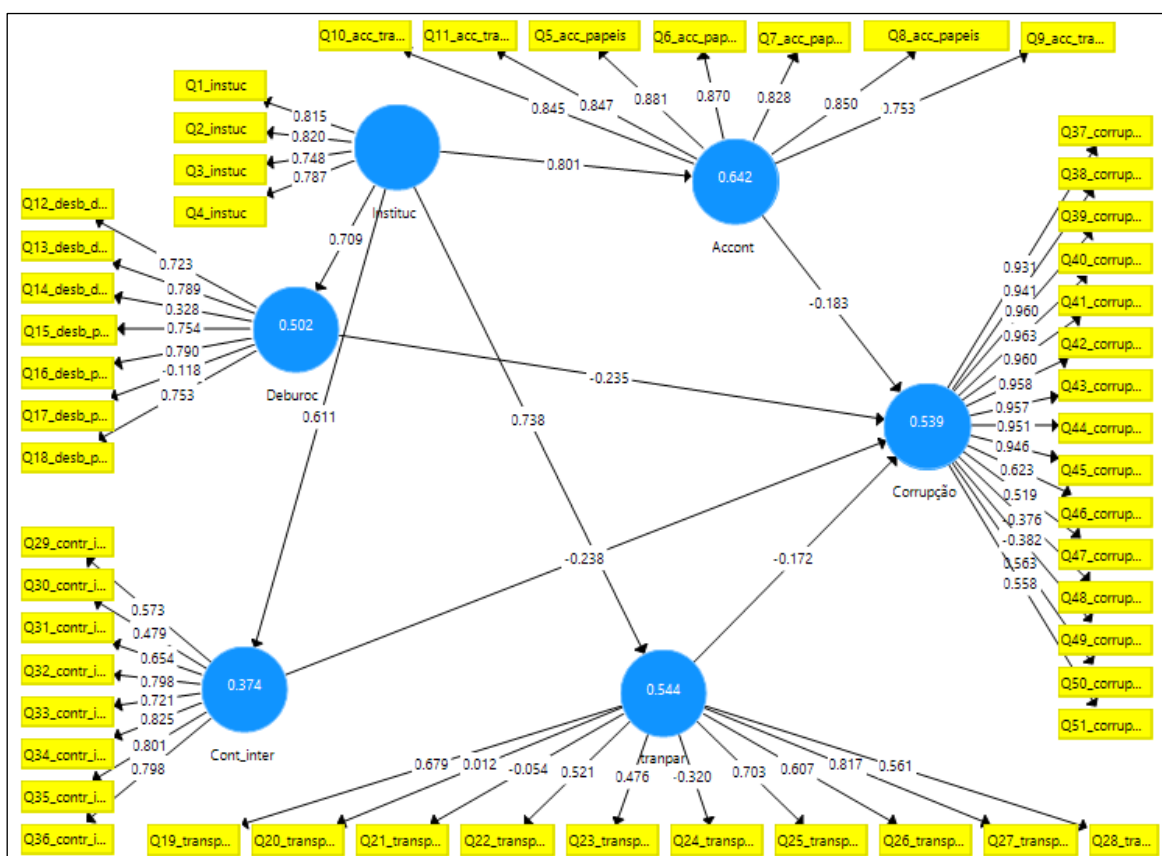 Q10_acc_tra...
Q11_acc_tra...
Q5_acc_papeis
Q6_acc_pap...
Q7_acc_pap...
Q8_acc_papeis
Q9_acc_tra...
0.845
0.847
0.881
0.870
0.828
0.850
0.753
Q1_instuc
Q2_instuc
Q3_instuc
Q4_instuc
0.815
0.820
0.748
0.787
Instituc
0.801
0.642
Accont
0.709
0.611
0.738
-0.183
Q12_desb_d...
Q13_desb_d...
Q14_desb_d...
Q15_desb_p...
Q16_desb_p...
Q17_desb_p...
Q18_desb_p...
0.723
0.789
0.328
0.754
0.790
-0.118
0.753
0.502
Deburoc
-0.235
Q37_corrup...
Q38_corrup...
Q39_corrup...
Q40_corrup...
Q41_corrup...
Q42_corrup...
Q43_corrup...
Q44_corrup...
Q45_corrup...
Q46_corrup...
Q47_corrup...
Q48_corrup...
Q49_corrup...
Q50_corrup...
Q51_corrup...
0.931
0.941
0.960
0.963
0.960
0.958
0.957
0.951
0.946
0.623
0.519
-0.376
-0.382
0.563
0.558
0.539
Corrupção
-0.238
-0.172
Q29_contr_i...
Q30_contr_i...
Q31_contr_i...
Q32_contr_i...
Q33_contr_i...
Q34_contr_i...
Q35_contr_i...
Q36_contr_i...
0.573
0.479
0.654
0.798
0.721
0.825
0.801
0.798
0.374
Cont_inter
0.544
tranpar
0.679
0.012
-0.054
0.521
0.476
-0.320
0.703
0.607
0.817
0.561
Q19_transp...
Q20_transp...
Q21_transp...
Q22_transp...
Q23_transp...
Q24_transp...
Q25_transp...
Q26_transp...
Q27_transp...
Q28_tra...